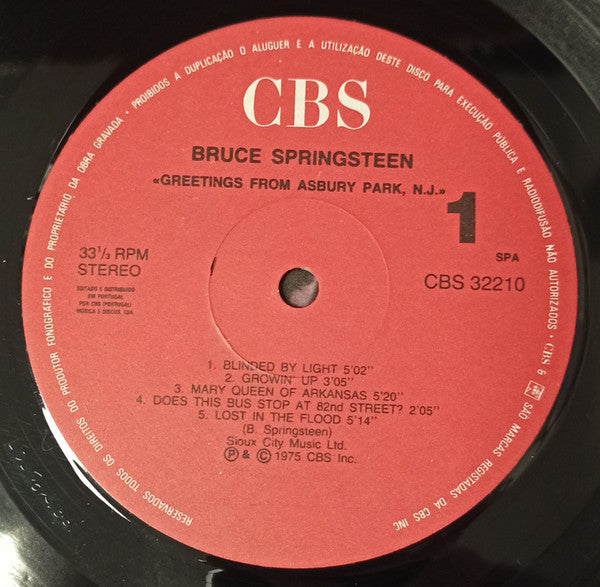 RESERVADOS TODOS OS DIREITOS DO PRODUTOR FONOGRÁFICO E DO PROPRIETÁRIO DA OBRA GRAVADA • PROIBIDOS A DUPLICAÇÃO O ALUGUER E A UTILIZAÇÃO DESTE DISCO PARA EXECUÇÃO PÚBLICA E RADIODIFUSÃO NÃO AUTORIZADOS • CBS & SÃO MARCAS REGISTADAS DA CBS INC
CBS
BRUCE SPRINGSTEEN
«GREETINGS FROM ASBURY PARK, N.J.»
1
33⅓ RPM
STEREO
SPA
CBS 32210
EDITADO E DISTRIBUIDO
EM PORTUGAL
POR CBS (PORTUGAL)
MÚSICA E DISCOS, LDA.
1. BLINDED BY LIGHT 5'02"
2. GROWIN' UP 3'05"
3. MARY QUEEN OF ARKANSAS 5'20"
4. DOES THIS BUS STOP AT 82nd STREET? 2'05"
5. LOST IN THE FLOOD 5'14"
(B. Springsteen)
Sioux City Music Ltd.
Ⓟ & © 1975 CBS Inc.